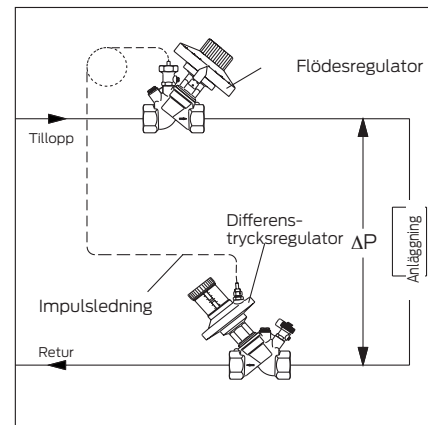 Flödesregulator
Tillopp
Differens-
trycksregulator
ΔP
Anläggning
Impulsledning
Retur